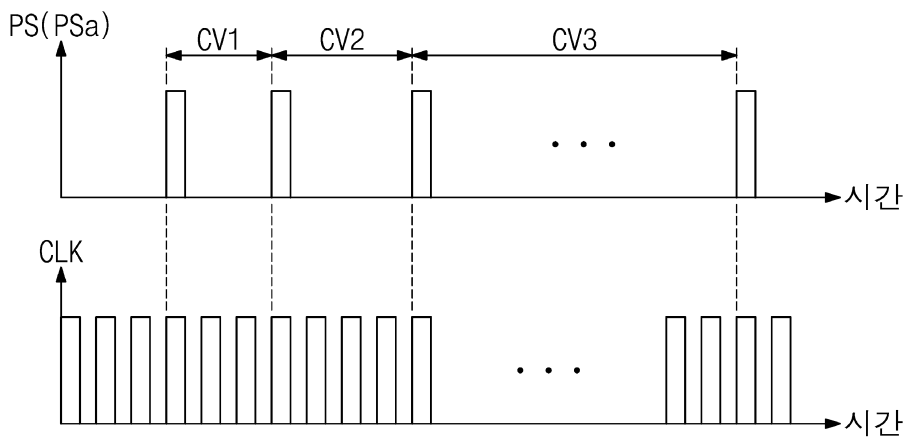 PS(PSa)
CV1
CV2
CV3
. . .
시간
CLK
. . .
시간